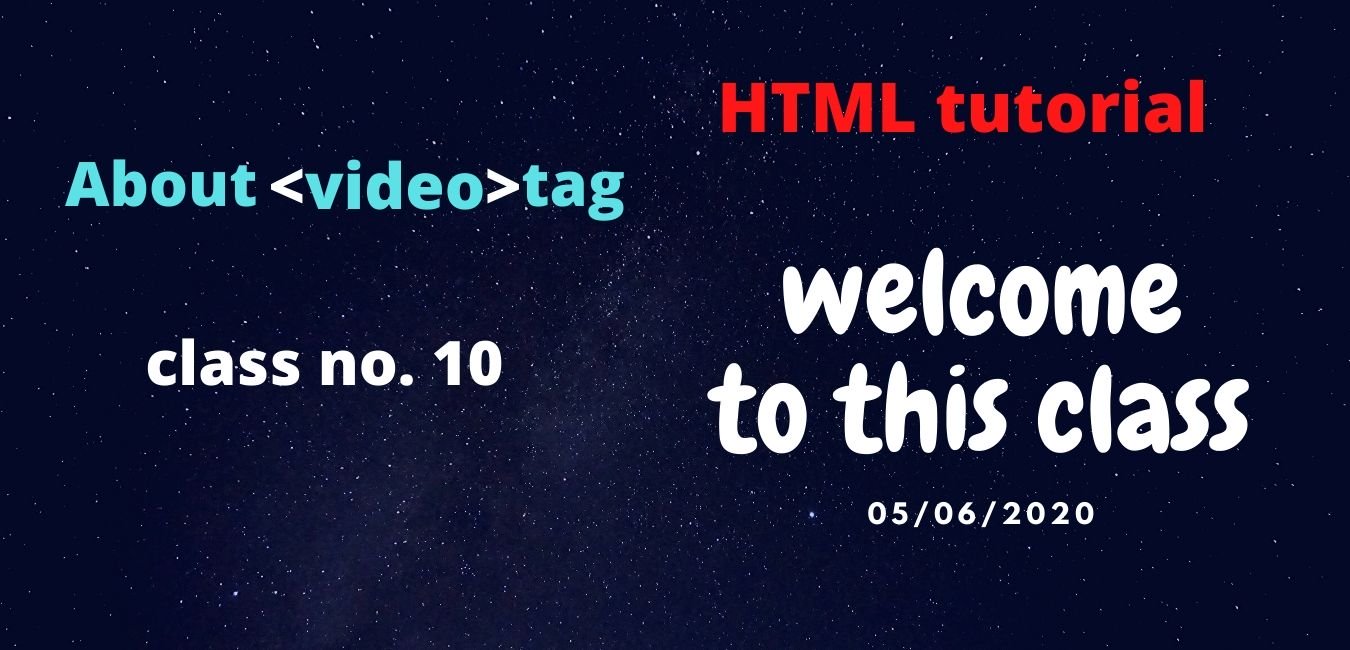 HTML tutorial
About <video>tag
welcome
to this class
class no. 10
05/06/2020